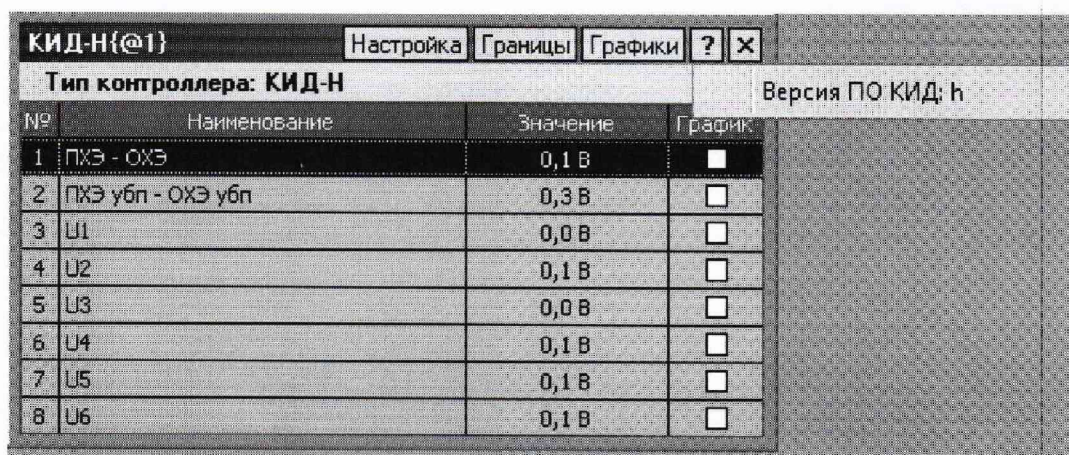 КИД-Н{@1} Настройка Границы Графики ? ×
Тип контроллера: КИД-Н
Версия ПО КИД: h
№ Наименование Значение График
1 ПХЭ - ОХЭ 0,1 В
2 ПХЭ убп - ОХЭ убп 0,3 В
3 U1 0,0 В
4 U2 0,1 В
5 U3 0,0 В
6 U4 0,1 В
7 U5 0,1 В
8 U6 0,1 В